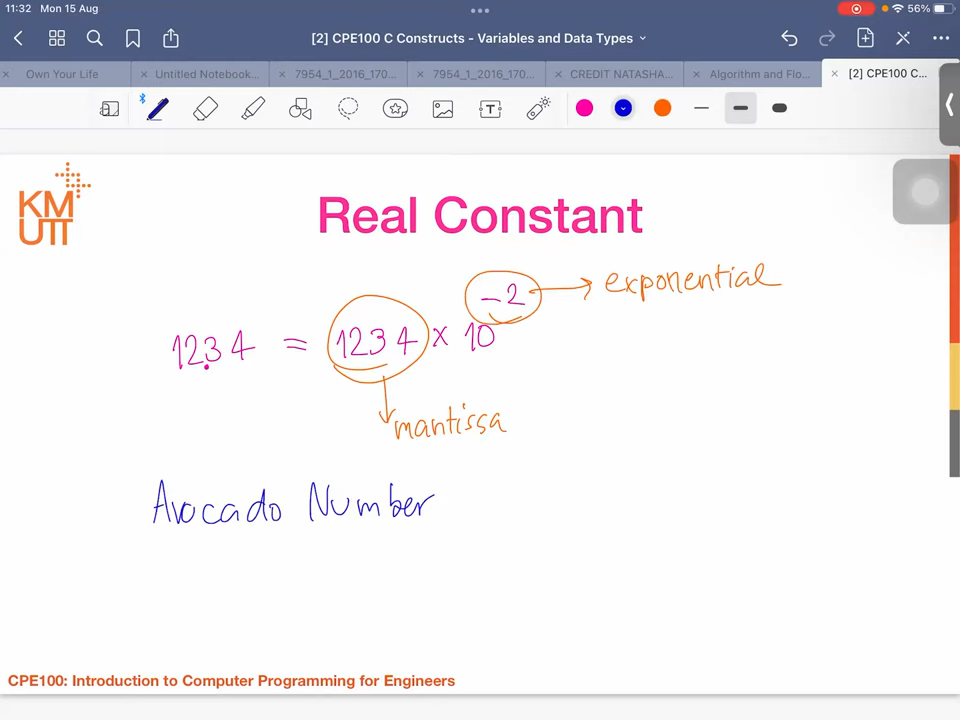 11:32 Mon 15 Aug
56%
[2] CPE100 C Constructs - Variables and Data Types
Own Your Life
Untitled Notebook...
7954_1_2016_170...
7954_1_2016_170...
CREDIT NATASHA...
Algorithm and Flo...
[2] CPE100 C...
KM
UTT
Real Constant
-2 → exponential
12.34 = 1234 × 10
mantissa
Avocado Number
CPE100: Introduction to Computer Programming for Engineers